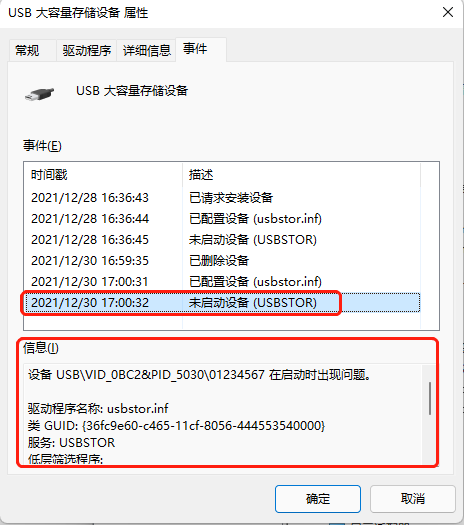 USB 大容量存储设备 属性
常规 驱动程序 详细信息 事件
USB 大容量存储设备
事件(E)
时间戳 描述
2021/12/28 16:36:43 已请求安装设备
2021/12/28 16:36:44 已配置设备 (usbstor.inf)
2021/12/28 16:36:45 未启动设备 (USBSTOR)
2021/12/30 16:59:35 已删除设备
2021/12/30 17:00:31 已配置设备 (usbstor.inf)
2021/12/30 17:00:32 未启动设备 (USBSTOR)
信息(I)
设备 USB\VID_0BC2&PID_5030\01234567 在启动时出现问题。
驱动程序名称: usbstor.inf
类 GUID: {36fc9e60-c465-11cf-8056-444553540000}
服务: USBSTOR
低层筛选程序:
确定 取消